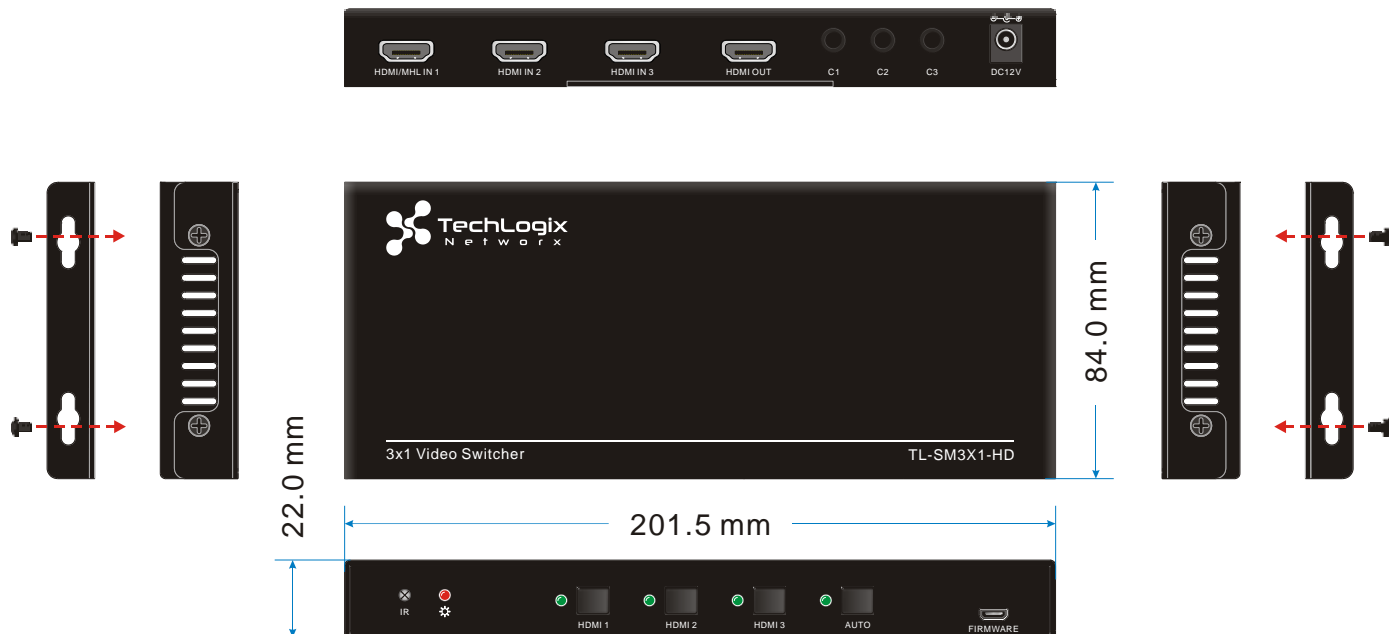 HDMI/MHL IN 1
HDMI IN 2
HDMI IN 3
HDMI OUT
C1
C2
C3
DC12V
TechLogix
Networx
84.0 mm
3x1 Video Switcher
TL-SM3X1-HD
22.0 mm
201.5 mm
IR
HDMI 1
HDMI 2
HDMI 3
AUTO
FIRMWARE